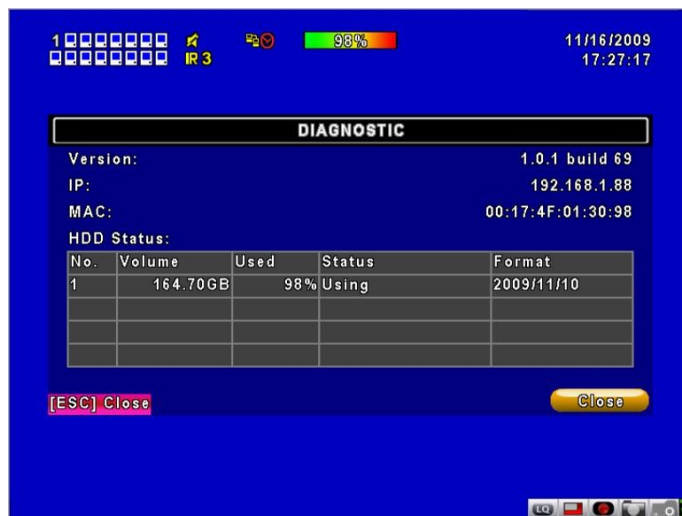 1 98% 11/16/2009
IR 3 17:27:17
DIAGNOSTIC
Version: 1.0.1 build 69
IP: 192.168.1.88
MAC: 00:17:4F:01:30:98
HDD Status:
No. Volume Used Status Format
1 164.70GB 98% Using 2009/11/10
[ESC] Close Close
LQ